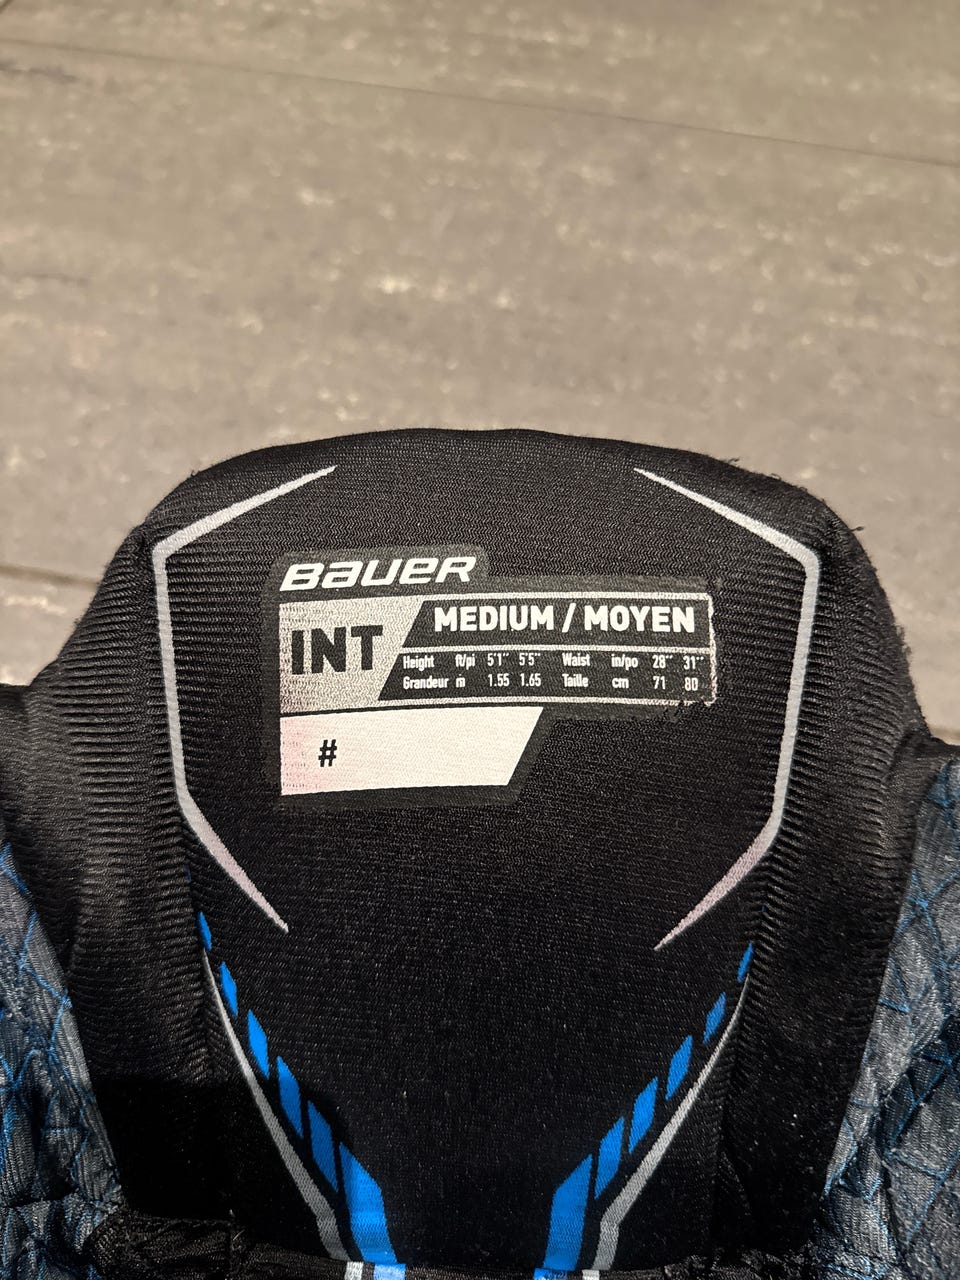 BAUER
INT
MEDIUM / MOYEN
Height ft/pi 5'1" 5'5" Waist in/po 28" 31"
Grandeur m 1.55 1.65 Taille cm 71 80
#